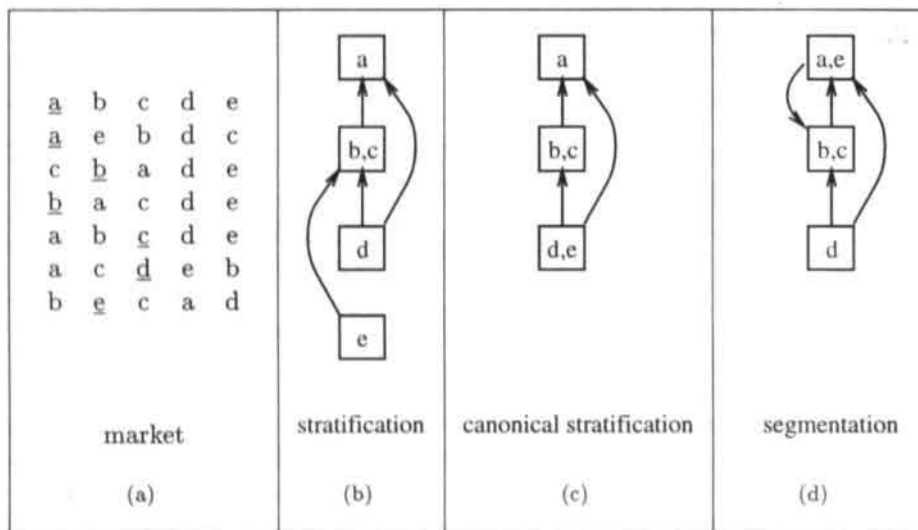 a b c d e
a e b d c
c b a d e
b a c d e
a b c d e
a c d e b
b e c a d
market
(a)
a
b,c
d
e
stratification
(b)
a
b,c
d,e
canonical stratification
(c)
a,e
b,c
d
segmentation
(d)